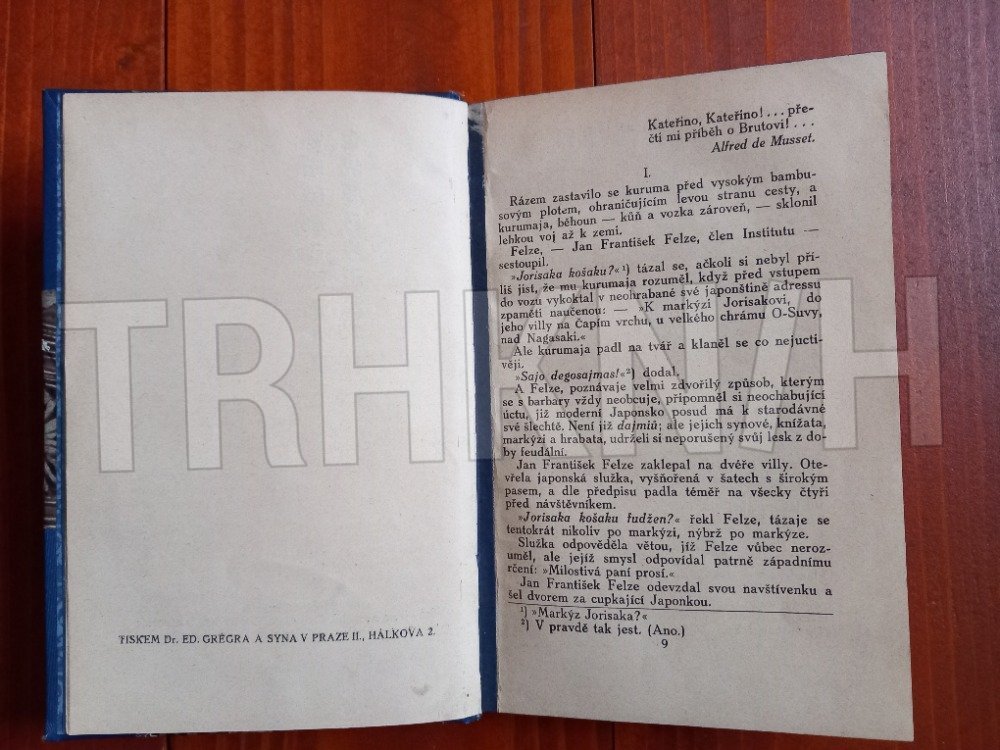 TISKEM Dr. ED. GRÉGRA A SYNA V PRAZE II., HÁLKOVA 2.
Kateřino, Kateřino! . . . pře-
čti mi příběh o Brutovi! . . .
Alfred de Musset.
I.
Rázem zastavilo se kuruma před vysokým bambu-
sovým plotem, ohraničujícím levou stranu cesty, a
kurumaja, běhoun — kůň a vozka zároveň, — sklonil
lehkou voj až k zemi.
Felze, — Jan František Felze, člen Institutu —
sestoupil.
»Jorisaka košaku?«¹) tázal se, ačkoli si nebyl pří-
liš jist, že mu kurumaja rozuměl, když před vstupem
do vozu vykoktal v neohrabané své japonštině adressu
zpaměti naučenou: — »K markýzi Jorisakovi, do
jeho villy na Čapím vrchu, u velkého chrámu O-Suvy,
nad Nagasaki.«
Ale kurumaja padl na tvář a klaněl se co nejucti-
věji.
»Sajo degosajmas!«²) dodal.
A Felze, poznávaje velmi zdvořilý způsob, kterým
se s barbary vždy neobcuje, připomněl si neochabující
úctu, již moderní Japonsko posud má k starodávné
své šlechtě. Není již dajmiů; ale jejich synové, knížata,
markýzi a hrabata, udrželi si neporušený svůj lesk z do-
by feudální.
Jan František Felze zaklepal na dvéře villy. Ote-
vřela japonská služka, vyšňořená v šatech s širokým
pasem, a dle předpisu padla téměř na všecky čtyři
před návštěvníkem.
»Jorisaka košaku fudžen?« řekl Felze, tázaje se
tentokrát nikoliv po markýzi, nýbrž po markýze.
Služka odpověděla větou, jíž Felze vůbec neroz-
uměl, ale jejíž smysl odpovídal patrně západnímu
rčení: »Milostivá paní prosí.«
Jan František Felze odevzdal svou navštívenku a
šel dvorem za cupkající Japonkou.
¹) »Markýz Jorisaka?«
²) V pravdě tak jest. (Ano.)
9
TRHKNIH